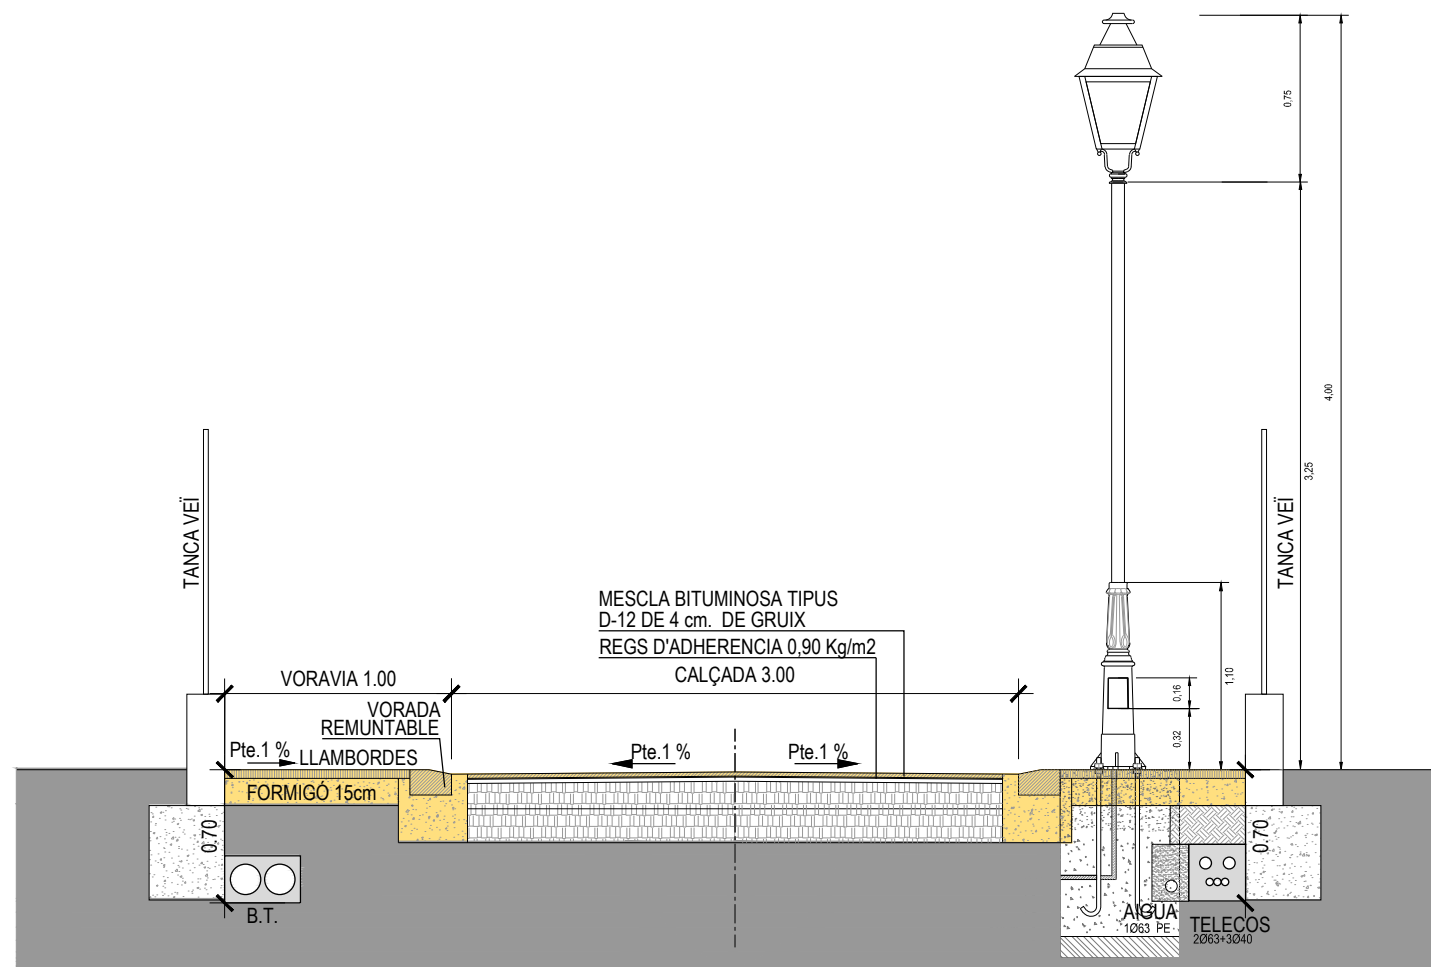 0,75
4,00
3,25
TANCA VEÏ
TANCA VEÏ
MESCLA BITUMINOSA TIPUS
D-12 DE 4 cm. DE GRUIX
REGS D'ADHERENCIA 0,90 Kg/m2
VORAVIA 1.00
CALÇADA 3.00
1,10
0,16
0,32
VORADA
REMUNTABLE
Pte.1 %
LLAMBORDES
Pte.1 %
Pte.1 %
FORMIGÓ 15cm
0.70
0.70
B.T.
AIGUA
1Ø63 PE
TELECOS
2Ø63+3Ø40